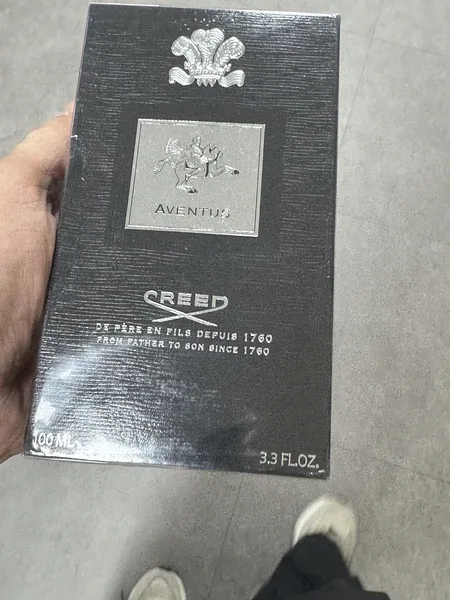 AVENTUS
CREED
DE PÈRE EN FILS DEPUIS 1760
FROM FATHER TO SON SINCE 1760
100 ML
3.3 FL.OZ.